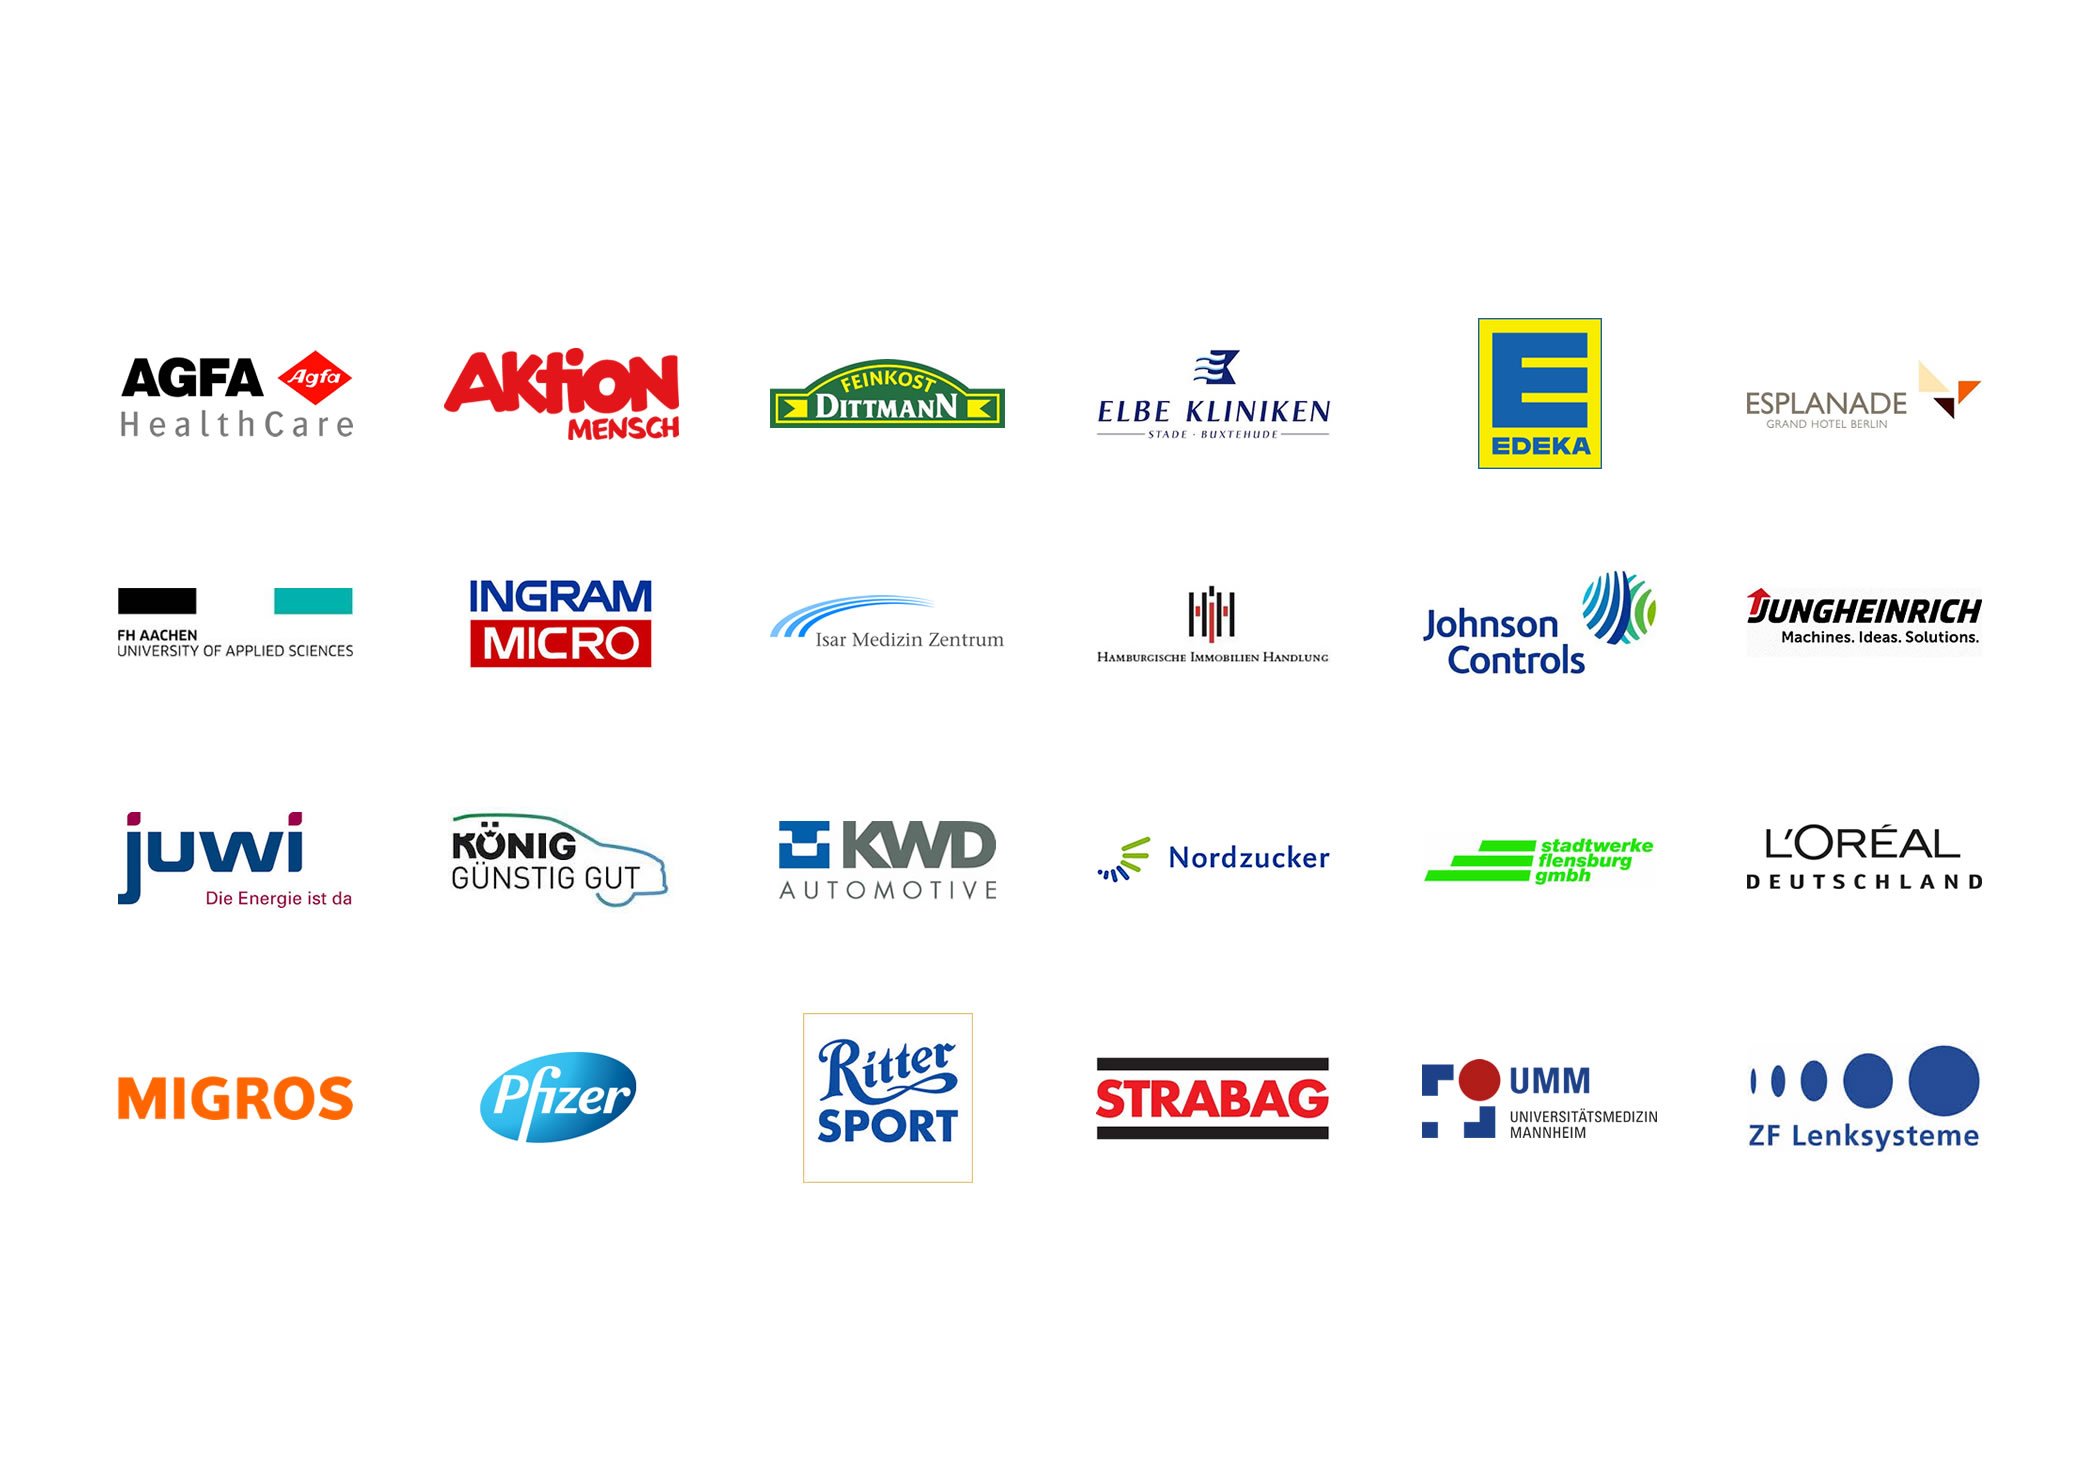 AGFA Agfa
HealthCare
AKtion
MENSCH
FEINKOST
DITTMANN
ELBE KLINIKEN
STADE · BUXTEHUDE
E
EDEKA
ESPLANADE
GRAND HOTEL BERLIN
FH AACHEN
UNIVERSITY OF APPLIED SCIENCES
INGRAM
MICRO
Isar Medizin Zentrum
HIH
HAMBURGISCHE IMMOBILIEN HANDLUNG
Johnson
Controls
JUNGHEINRICH
Machines. Ideas. Solutions.
juwi
Die Energie ist da
KÖNIG
GÜNSTIG GUT
KWD
AUTOMOTIVE
Nordzucker
stadtwerke
flensburg
gmbh
L'ORÉAL
DEUTSCHLAND
MIGROS
Pfizer
Ritter
SPORT
STRABAG
UMM
UNIVERSITÄTSMEDIZIN
MANNHEIM
ZF Lenksysteme